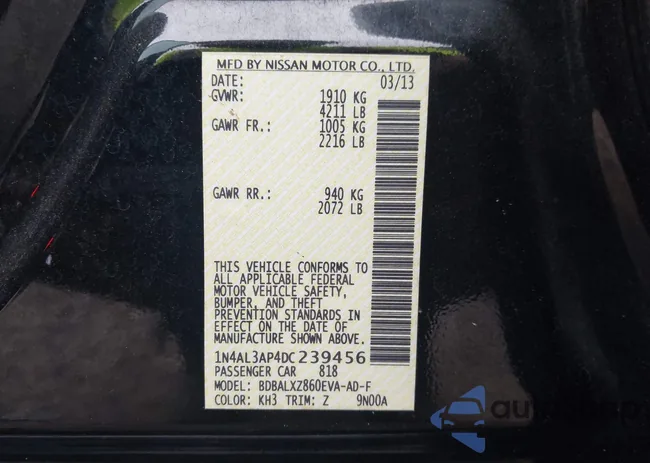 MFD BY NISSAN MOTOR CO., LTD.
DATE: 03/13
GVWR: 1910 KG
4211 LB
GAWR FR.: 1005 KG
2216 LB
GAWR RR.: 940 KG
2072 LB
THIS VEHICLE CONFORMS TO
ALL APPLICABLE FEDERAL
MOTOR VEHICLE SAFETY,
BUMPER, AND THEFT
PREVENTION STANDARDS IN
EFFECT ON THE DATE OF
MANUFACTURE SHOWN ABOVE.
1N4AL3AP4DC239456
PASSENGER CAR 818
MODEL: BDBALXZ860EVA-AD-F
COLOR: KH3 TRIM: Z 9N00A